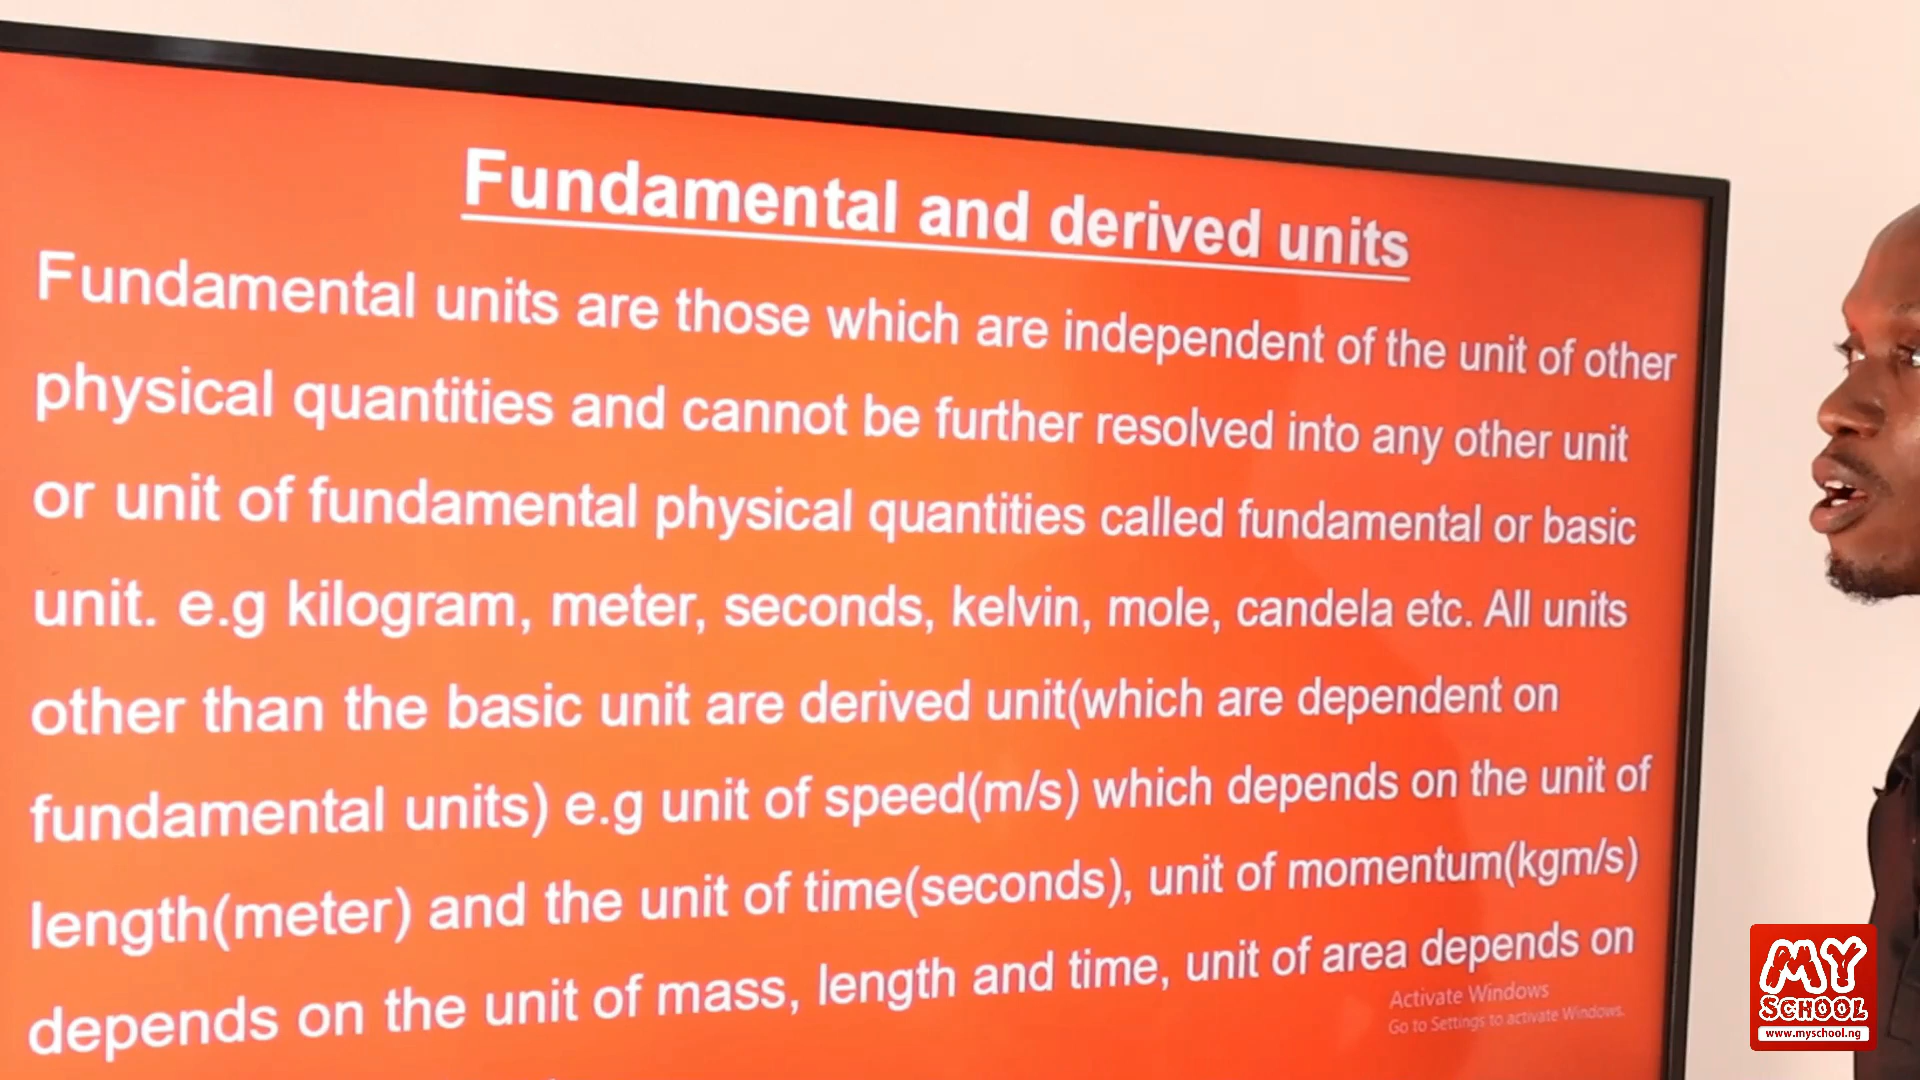 Fundamental and derived units
Fundamental units are those which are independent of the unit of other
physical quantities and cannot be further resolved into any other unit
or unit of fundamental physical quantities called fundamental or basic
unit. e.g kilogram, meter, seconds, kelvin, mole, candela etc. All units
other than the basic unit are derived unit(which are dependent on
fundamental units) e.g unit of speed(m/s) which depends on the unit of
length(meter) and the unit of time(seconds), unit of momentum(kgm/s)
depends on the unit of mass, length and time, unit of area depends on
Activate Windows
Go to Settings to activate Windows.
MY
SCHOOL
www.myschool.ng